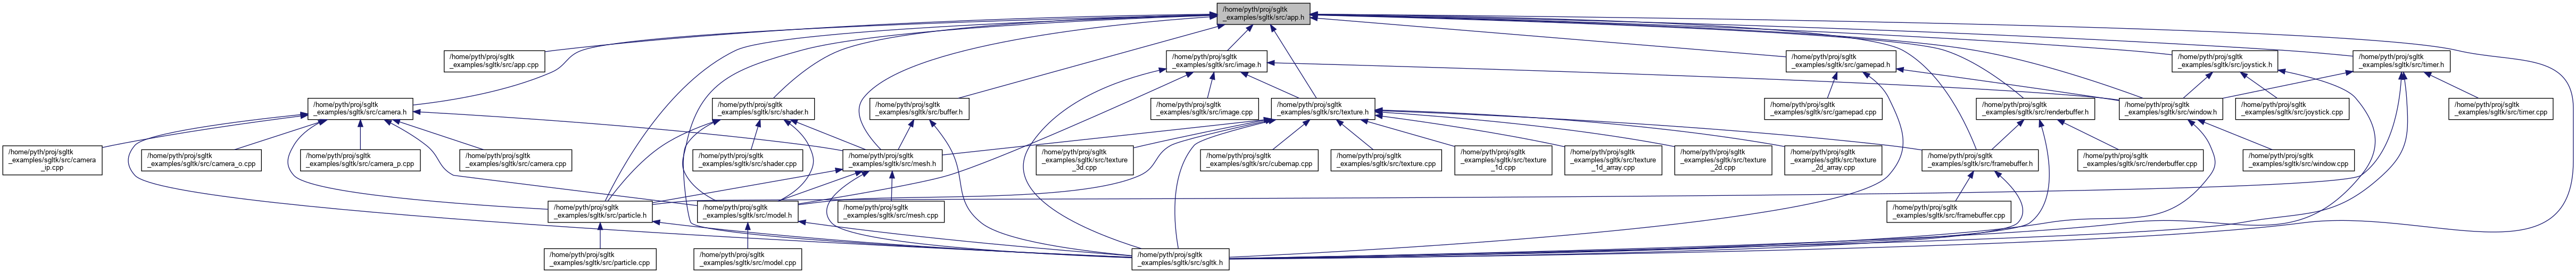 /home/pyth/proj/sgltk
_examples/sgltk/src/app.h
/home/pyth/proj/sgltk
_examples/sgltk/src/app.cpp
/home/pyth/proj/sgltk
_examples/sgltk/src/image.h
/home/pyth/proj/sgltk
_examples/sgltk/src/gamepad.h
/home/pyth/proj/sgltk
_examples/sgltk/src/joystick.h
/home/pyth/proj/sgltk
_examples/sgltk/src/timer.h
/home/pyth/proj/sgltk
_examples/sgltk/src/camera.h
/home/pyth/proj/sgltk
_examples/sgltk/src/shader.h
/home/pyth/proj/sgltk
_examples/sgltk/src/buffer.h
/home/pyth/proj/sgltk
_examples/sgltk/src/image.cpp
/home/pyth/proj/sgltk
_examples/sgltk/src/texture.h
/home/pyth/proj/sgltk
_examples/sgltk/src/gamepad.cpp
/home/pyth/proj/sgltk
_examples/sgltk/src/renderbuffer.h
/home/pyth/proj/sgltk
_examples/sgltk/src/window.h
/home/pyth/proj/sgltk
_examples/sgltk/src/joystick.cpp
/home/pyth/proj/sgltk
_examples/sgltk/src/timer.cpp
/home/pyth/proj/sgltk
_examples/sgltk/src/camera
_ip.cpp
/home/pyth/proj/sgltk
_examples/sgltk/src/camera_o.cpp
/home/pyth/proj/sgltk
_examples/sgltk/src/camera_p.cpp
/home/pyth/proj/sgltk
_examples/sgltk/src/camera.cpp
/home/pyth/proj/sgltk
_examples/sgltk/src/shader.cpp
/home/pyth/proj/sgltk
_examples/sgltk/src/mesh.h
/home/pyth/proj/sgltk
_examples/sgltk/src/texture
_3d.cpp
/home/pyth/proj/sgltk
_examples/sgltk/src/cubemap.cpp
/home/pyth/proj/sgltk
_examples/sgltk/src/texture.cpp
/home/pyth/proj/sgltk
_examples/sgltk/src/texture
_1d.cpp
/home/pyth/proj/sgltk
_examples/sgltk/src/texture
_1d_array.cpp
/home/pyth/proj/sgltk
_examples/sgltk/src/texture
_2d.cpp
/home/pyth/proj/sgltk
_examples/sgltk/src/texture
_2d_array.cpp
/home/pyth/proj/sgltk
_examples/sgltk/src/framebuffer.h
/home/pyth/proj/sgltk
_examples/sgltk/src/renderbuffer.cpp
/home/pyth/proj/sgltk
_examples/sgltk/src/window.cpp
/home/pyth/proj/sgltk
_examples/sgltk/src/particle.h
/home/pyth/proj/sgltk
_examples/sgltk/src/model.h
/home/pyth/proj/sgltk
_examples/sgltk/src/mesh.cpp
/home/pyth/proj/sgltk
_examples/sgltk/src/framebuffer.cpp
/home/pyth/proj/sgltk
_examples/sgltk/src/particle.cpp
/home/pyth/proj/sgltk
_examples/sgltk/src/model.cpp
/home/pyth/proj/sgltk
_examples/sgltk/src/sgltk.h